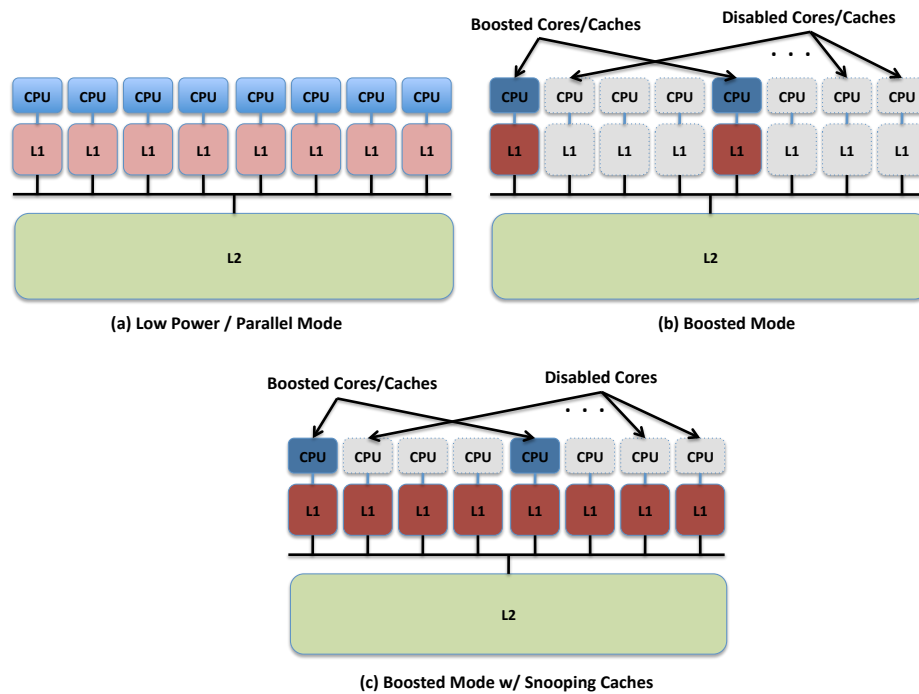 Boosted Cores/Caches
Disabled Cores/Caches
. . .
CPU CPU CPU CPU CPU CPU CPU CPU
L1 L1 L1 L1 L1 L1 L1 L1
L2
(a) Low Power / Parallel Mode
CPU CPU CPU CPU CPU CPU CPU CPU
L1 L1 L1 L1 L1 L1 L1 L1
L2
(b) Boosted Mode
Boosted Cores/Caches
Disabled Cores
. . .
CPU CPU CPU CPU CPU CPU CPU CPU
L1 L1 L1 L1 L1 L1 L1 L1
L2
(c) Boosted Mode w/ Snooping Caches